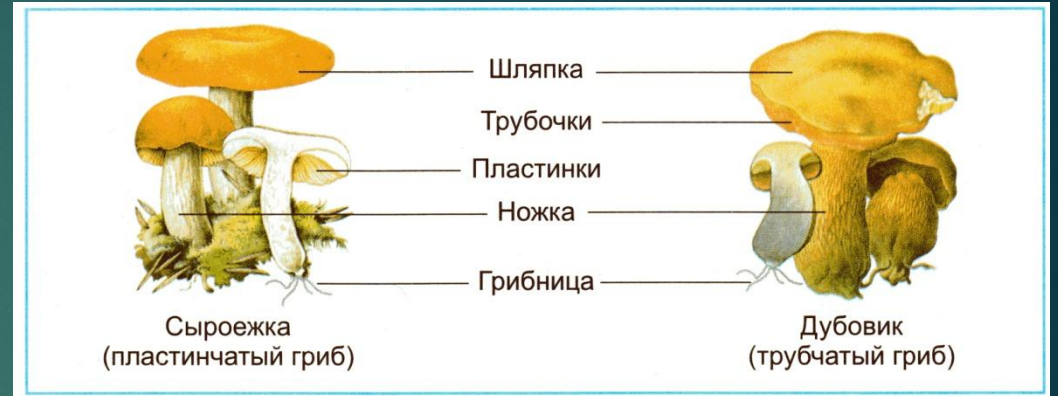 Шляпка
Трубочки
Пластинки
Ножка
Грибница
Сыроежка
(пластинчатый гриб)
Дубовик
(трубчатый гриб)